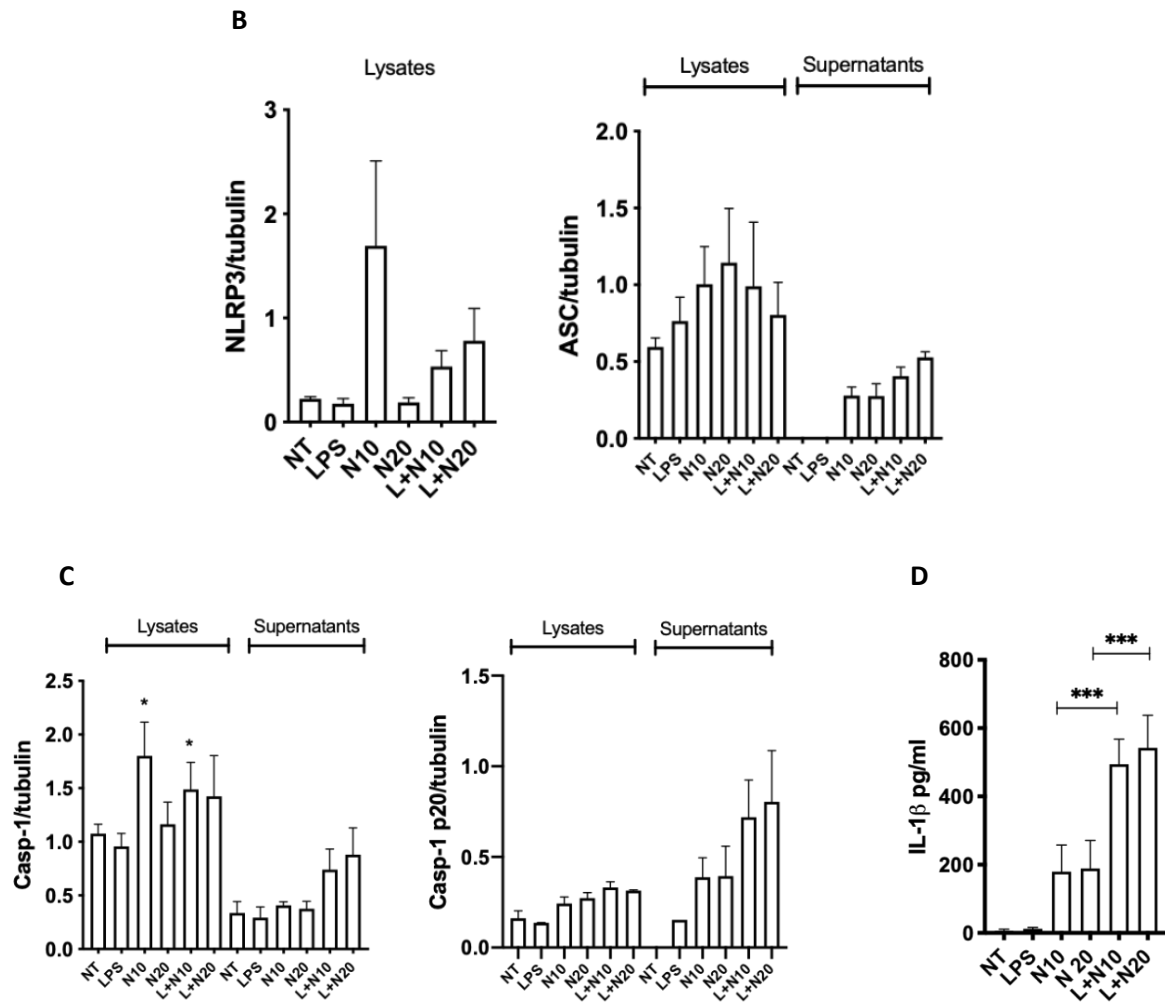 B
Lysates
3
2
1
0
NLRP3/tubulin
NT
LPS
N10
N20
L+N10
L+N20
Lysates
Supernatants
2.0
1.5
1.0
0.5
0.0
ASC/tubulin
NT
LPS
N10
N20
L+N10
L+N20
NT
LPS
N10
N20
L+N10
L+N20
C
Lysates
Supernatants
2.5
2.0
1.5
1.0
0.5
0.0
Casp-1/tubulin
*
*
NT
LPS
N10
N20
L+N10
L+N20
NT
LPS
N10
N20
L+N10
L+N20
Lysates
Supernatants
1.5
1.0
0.5
0.0
Casp-1 p20/tubulin
NT
LPS
N10
N20
L+N10
L+N20
NT
LPS
N10
N20
L+N10
L+N20
D
***
***
800
600
400
200
0
IL-1β pg/ml
NT
LPS
N10
N 20
L+N10
L+N20